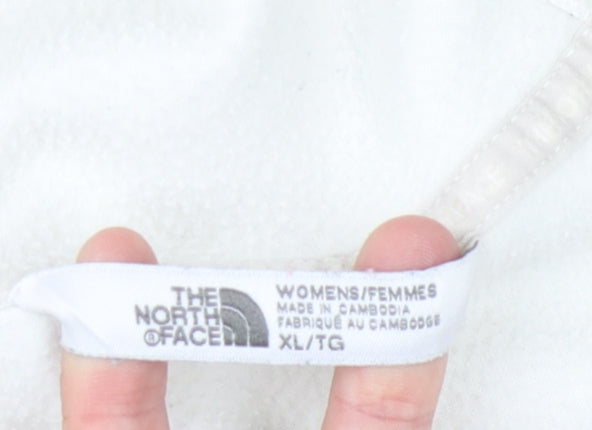 THE
NORTH
®FACE
WOMENS/FEMMES
MADE IN CAMBODIA
FABRIQUÉ AU CAMBODGE
XL/TG